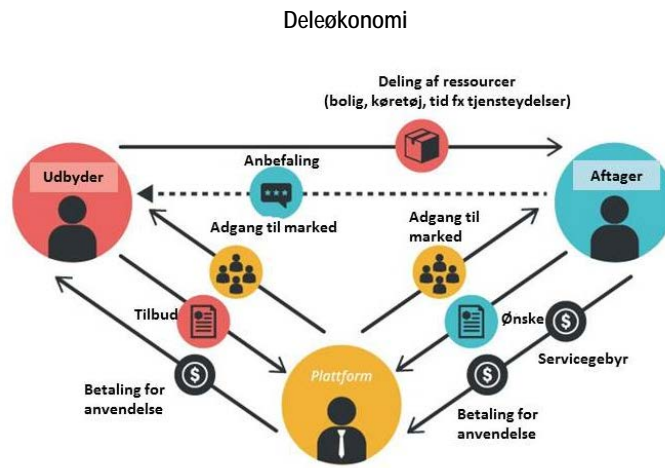 Deleøkonomi
Deling af ressourcer
(bolig, køretøj, tid fx tjensteydelser)
Udbyder
Anbefaling
Aftager
Adgang til marked
Adgang til
marked
Tilbud
Ønske
Servicegebyr
Plattform
Betaling for
anvendelse
Betaling for
anvendelse